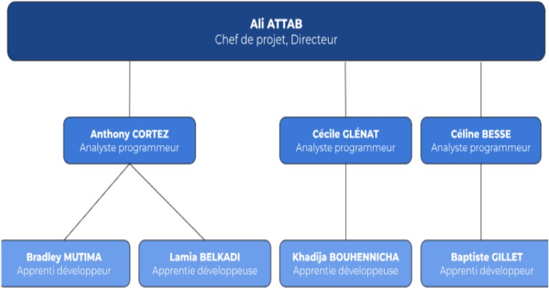 Ali ATTAB
Chef de projet, Directeur
Anthony CORTEZ
Analyste programmeur
Cécile GLÉNAT
Analyste programmeur
Céline BESSE
Analyste programmeur
Bradley MUTIMA
Apprenti développeur
Lamia BELKADI
Apprentie développeuse
Khadija BOUHENNICHA
Apprentie développeuse
Baptiste GILLET
Apprenti développeur